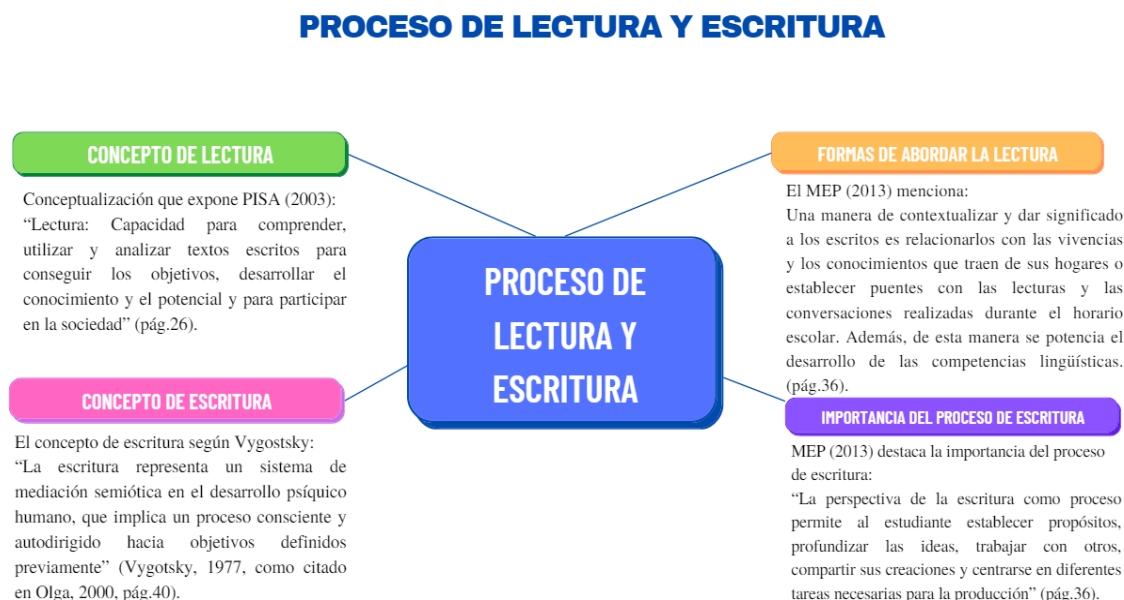 PROCESO DE LECTURA Y ESCRITURA
CONCEPTO DE LECTURA
Conceptualización que expone PISA (2003):
“Lectura: Capacidad para comprender,
utilizar y analizar textos escritos para
conseguir los objetivos, desarrollar el
conocimiento y el potencial y para participar
en la sociedad” (pág.26).
CONCEPTO DE ESCRITURA
El concepto de escritura según Vygostsky:
“La escritura representa un sistema de
mediación semiótica en el desarrollo psíquico
humano, que implica un proceso consciente y
autodirigido hacia objetivos definidos
previamente” (Vygotsky, 1977, como citado
en Olga, 2000, pág.40).
PROCESO DE
LECTURA Y
ESCRITURA
FORMAS DE ABORDAR LA LECTURA
El MEP (2013) menciona:
Una manera de contextualizar y dar significado
a los escritos es relacionarlos con las vivencias
y los conocimientos que traen de sus hogares o
establecer puentes con las lecturas y las
conversaciones realizadas durante el horario
escolar. Además, de esta manera se potencia el
desarrollo de las competencias lingüísticas.
(pág.36).
IMPORTANCIA DEL PROCESO DE ESCRITURA
MEP (2013) destaca la importancia del proceso
de escritura:
“La perspectiva de la escritura como proceso
permite al estudiante establecer propósitos,
profundizar las ideas, trabajar con otros,
compartir sus creaciones y centrarse en diferentes
tareas necesarias para la producción” (pág.36).